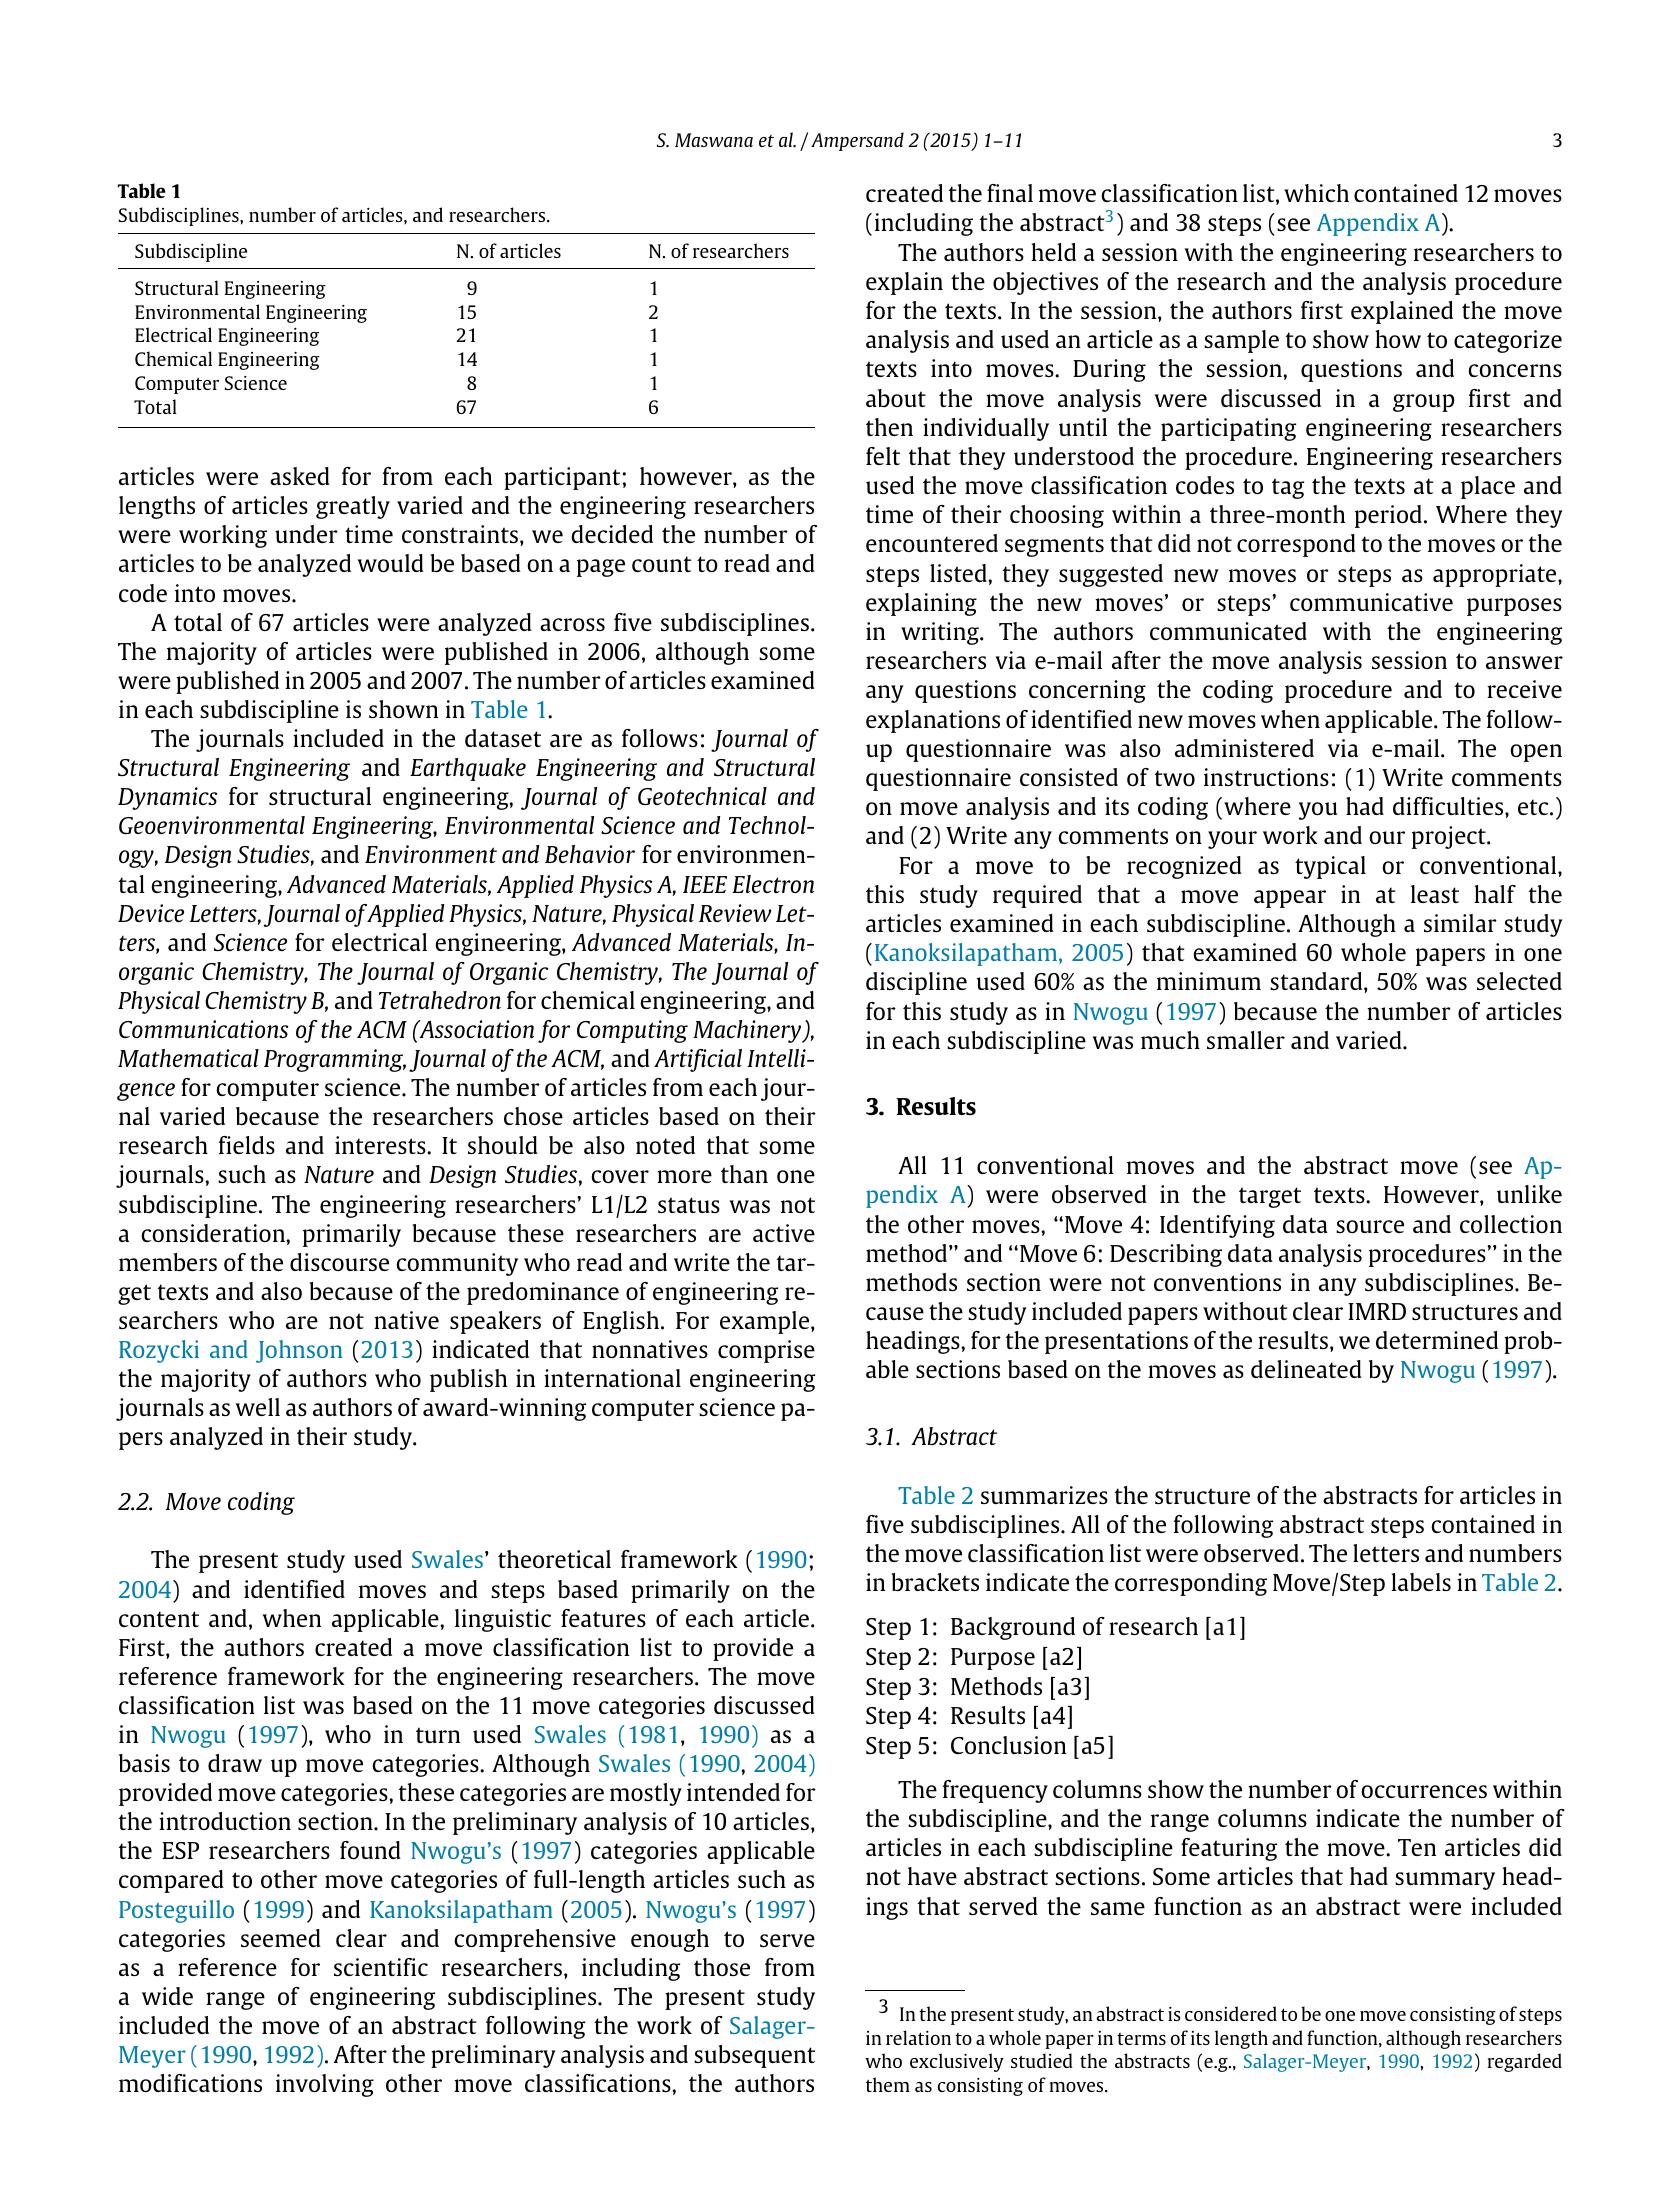 S. Maswana et al. / Ampersand 2 (2015) 1–11
3
Table 1
Subdisciplines, number of articles, and researchers.
Subdiscipline N. of articles N. of researchers
Structural Engineering 9 1
Environmental Engineering 15 2
Electrical Engineering 21 1
Chemical Engineering 14 1
Computer Science 8 1
Total 67 6
articles were asked for from each participant; however, as the
lengths of articles greatly varied and the engineering researchers
were working under time constraints, we decided the number of
articles to be analyzed would be based on a page count to read and
code into moves.
A total of 67 articles were analyzed across five subdisciplines.
The majority of articles were published in 2006, although some
were published in 2005 and 2007. The number of articles examined
in each subdiscipline is shown in Table 1.
The journals included in the dataset are as follows: Journal of
Structural Engineering and Earthquake Engineering and Structural
Dynamics for structural engineering, Journal of Geotechnical and
Geoenvironmental Engineering, Environmental Science and Technol-
ogy, Design Studies, and Environment and Behavior for environmen-
tal engineering, Advanced Materials, Applied Physics A, IEEE Electron
Device Letters, Journal of Applied Physics, Nature, Physical Review Let-
ters, and Science for electrical engineering, Advanced Materials, In-
organic Chemistry, The Journal of Organic Chemistry, The Journal of
Physical Chemistry B, and Tetrahedron for chemical engineering, and
Communications of the ACM (Association for Computing Machinery),
Mathematical Programming, Journal of the ACM, and Artificial Intelli-
gence for computer science. The number of articles from each jour-
nal varied because the researchers chose articles based on their
research fields and interests. It should be also noted that some
journals, such as Nature and Design Studies, cover more than one
subdiscipline. The engineering researchers’ L1/L2 status was not
a consideration, primarily because these researchers are active
members of the discourse community who read and write the tar-
get texts and also because of the predominance of engineering re-
searchers who are not native speakers of English. For example,
Rozycki and Johnson (2013) indicated that nonnatives comprise
the majority of authors who publish in international engineering
journals as well as authors of award-winning computer science pa-
pers analyzed in their study.
2.2. Move coding
The present study used Swales’ theoretical framework (1990;
2004) and identified moves and steps based primarily on the
content and, when applicable, linguistic features of each article.
First, the authors created a move classification list to provide a
reference framework for the engineering researchers. The move
classification list was based on the 11 move categories discussed
in Nwogu (1997), who in turn used Swales (1981, 1990) as a
basis to draw up move categories. Although Swales (1990, 2004)
provided move categories, these categories are mostly intended for
the introduction section. In the preliminary analysis of 10 articles,
the ESP researchers found Nwogu’s (1997) categories applicable
compared to other move categories of full-length articles such as
Posteguillo (1999) and Kanoksilapatham (2005). Nwogu’s (1997)
categories seemed clear and comprehensive enough to serve
as a reference for scientific researchers, including those from
a wide range of engineering subdisciplines. The present study
included the move of an abstract following the work of Salager-
Meyer (1990, 1992). After the preliminary analysis and subsequent
modifications involving other move classifications, the authors
created the final move classification list, which contained 12 moves
(including the abstract3) and 38 steps (see Appendix A).
The authors held a session with the engineering researchers to
explain the objectives of the research and the analysis procedure
for the texts. In the session, the authors first explained the move
analysis and used an article as a sample to show how to categorize
texts into moves. During the session, questions and concerns
about the move analysis were discussed in a group first and
then individually until the participating engineering researchers
felt that they understood the procedure. Engineering researchers
used the move classification codes to tag the texts at a place and
time of their choosing within a three-month period. Where they
encountered segments that did not correspond to the moves or the
steps listed, they suggested new moves or steps as appropriate,
explaining the new moves’ or steps’ communicative purposes
in writing. The authors communicated with the engineering
researchers via e-mail after the move analysis session to answer
any questions concerning the coding procedure and to receive
explanations of identified new moves when applicable. The follow-
up questionnaire was also administered via e-mail. The open
questionnaire consisted of two instructions: (1) Write comments
on move analysis and its coding (where you had difficulties, etc.)
and (2) Write any comments on your work and our project.
For a move to be recognized as typical or conventional,
this study required that a move appear in at least half the
articles examined in each subdiscipline. Although a similar study
(Kanoksilapatham, 2005) that examined 60 whole papers in one
discipline used 60% as the minimum standard, 50% was selected
for this study as in Nwogu (1997) because the number of articles
in each subdiscipline was much smaller and varied.
3. Results
All 11 conventional moves and the abstract move (see Ap-
pendix A) were observed in the target texts. However, unlike
the other moves, “Move 4: Identifying data source and collection
method” and “Move 6: Describing data analysis procedures” in the
methods section were not conventions in any subdisciplines. Be-
cause the study included papers without clear IMRD structures and
headings, for the presentations of the results, we determined prob-
able sections based on the moves as delineated by Nwogu (1997).
3.1. Abstract
Table 2 summarizes the structure of the abstracts for articles in
five subdisciplines. All of the following abstract steps contained in
the move classification list were observed. The letters and numbers
in brackets indicate the corresponding Move/Step labels in Table 2.
Step 1: Background of research [a1]
Step 2: Purpose [a2]
Step 3: Methods [a3]
Step 4: Results [a4]
Step 5: Conclusion [a5]
The frequency columns show the number of occurrences within
the subdiscipline, and the range columns indicate the number of
articles in each subdiscipline featuring the move. Ten articles did
not have abstract sections. Some articles that had summary head-
ings that served the same function as an abstract were included
3 In the present study, an abstract is considered to be one move consisting of steps
in relation to a whole paper in terms of its length and function, although researchers
who exclusively studied the abstracts (e.g., Salager-Meyer, 1990, 1992) regarded
them as consisting of moves.